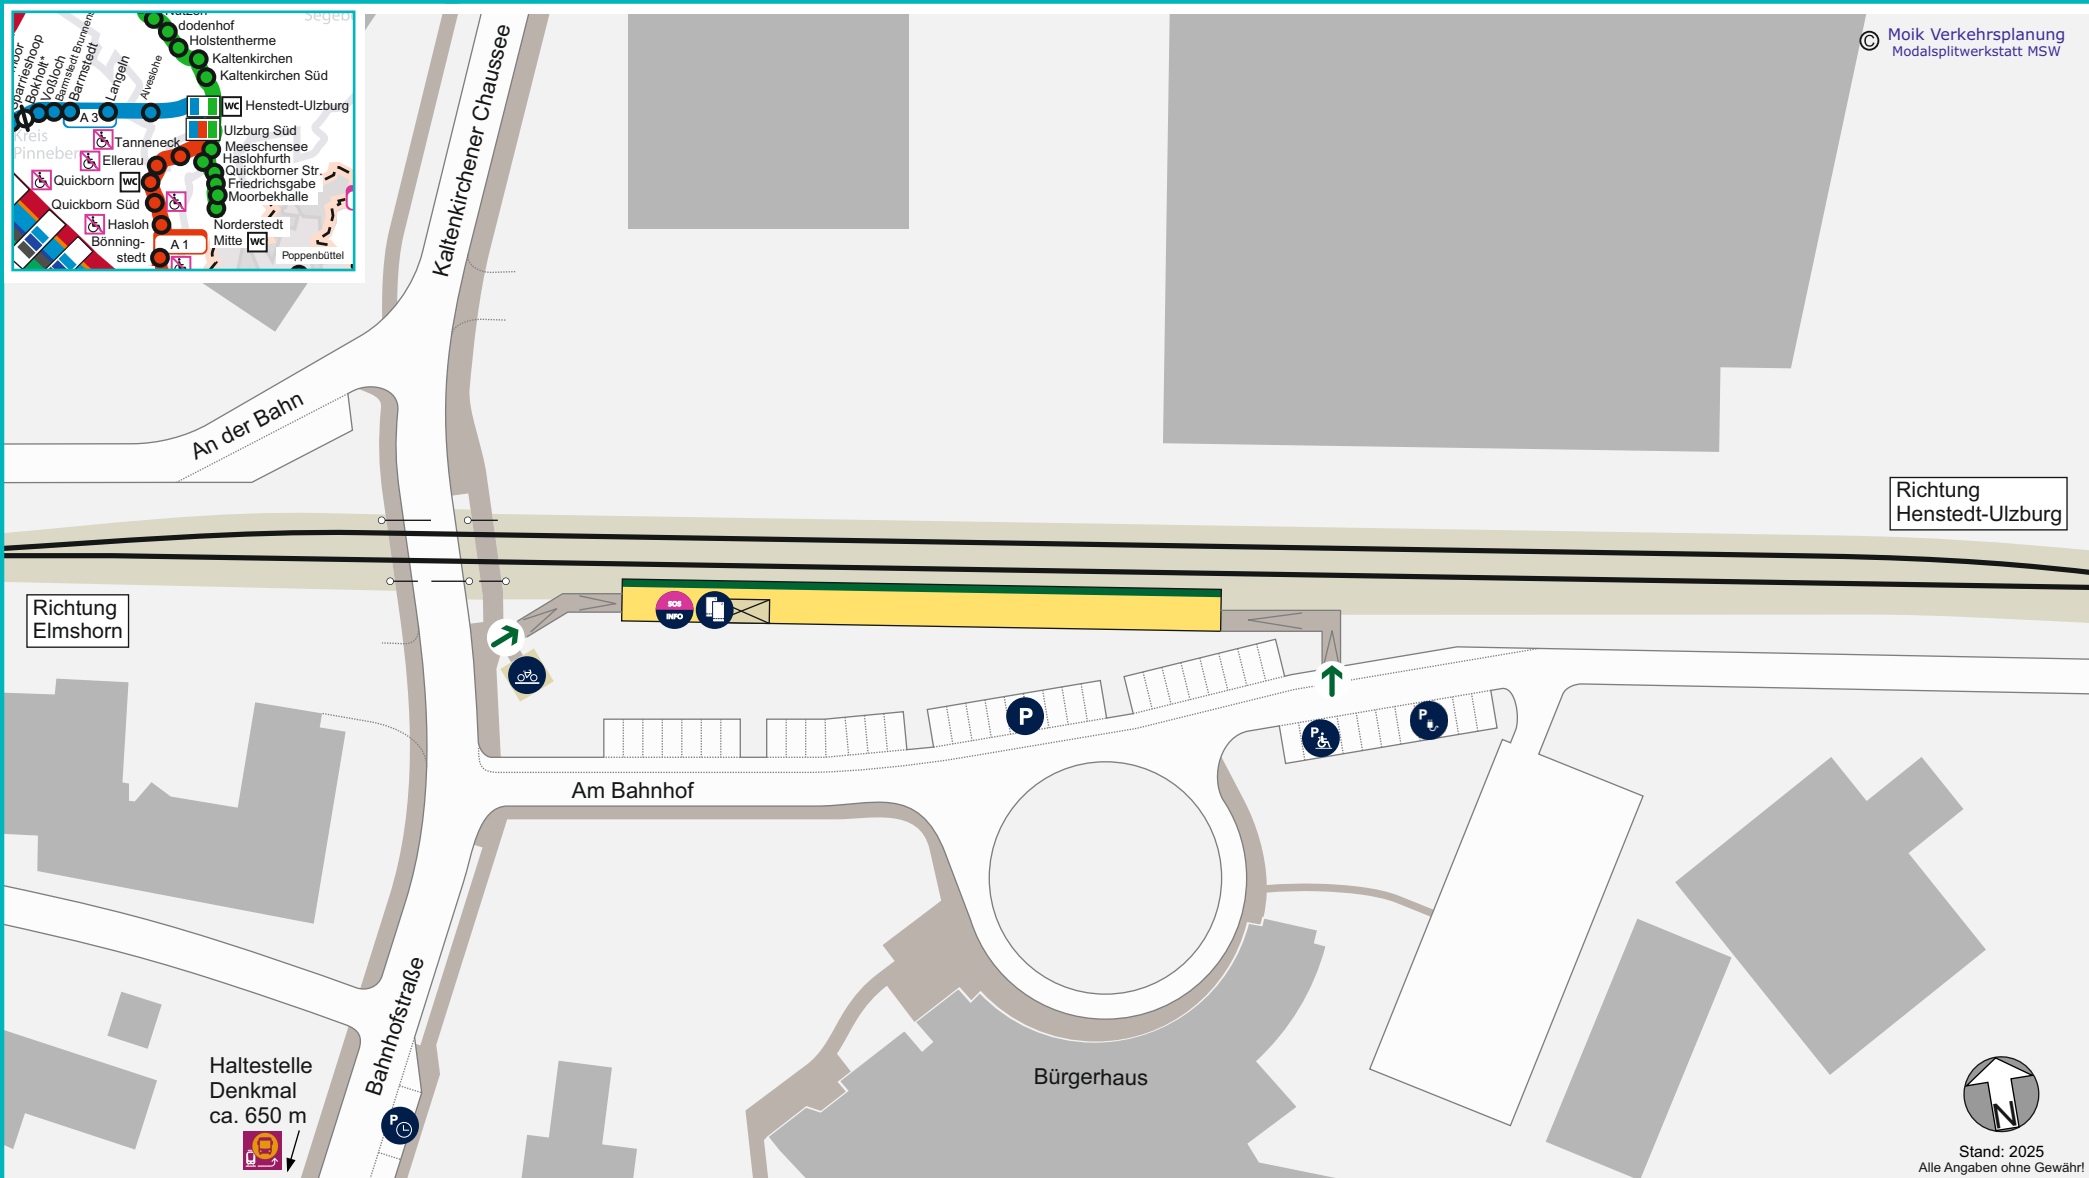 dodenhof
Holstentherme
Kaltenkirchen
Kaltenkirchen Süd
WC Henstedt-Ulzburg
Ulzburg Süd
Bokholt*
Voßloch
Barmstedt
Langeln
Alveslohe
A 3
Kreis
Tanneneck
Ellerau
Quickborn WC
Quickborn Süd
Hasloh
Bönning-
stedt
A 1
Meeschensee
Haslohfurth
Quickborner Str.
Friedrichsgabe
Moorbekhalle
Norderstedt
Mitte WC
Poppenbüttel
© Moik Verkehrsplanung
Modalsplitwerkstatt MSW
Kaltenkirchener Chaussee
An der Bahn
Richtung
Henstedt-Ulzburg
Richtung
Elmshorn
SOS
INFO
P
P
P
Am Bahnhof
Bahnhofstraße
Bürgerhaus
Haltestelle
Denkmal
ca. 650 m
P
N
Stand: 2025
Alle Angaben ohne Gewähr!